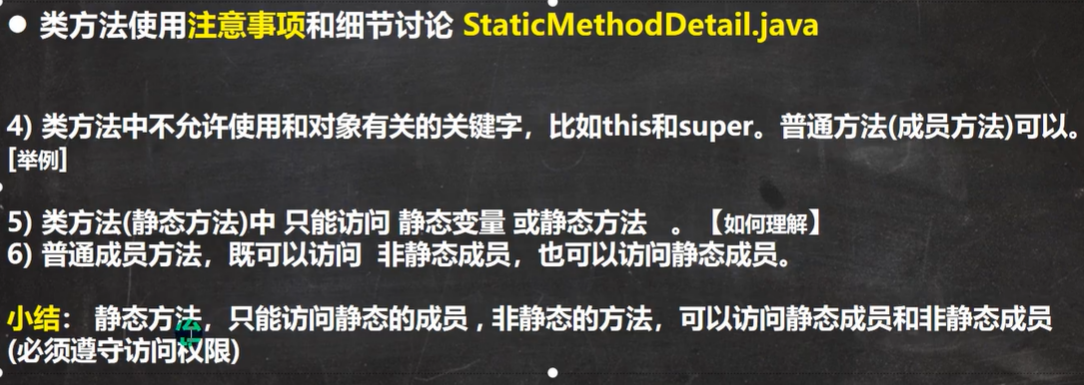 ● 类方法使用注意事项和细节讨论 StaticMethodDetail.java
4) 类方法中不允许使用和对象有关的关键字，比如this和super。普通方法(成员方法)可以。
[举例]
5) 类方法(静态方法)中 只能访问 静态变量 或静态方法 。【如何理解】
6) 普通成员方法，既可以访问 非静态成员，也可以访问静态成员。
小结： 静态方法，只能访问静态的成员 , 非静态的方法，可以访问静态成员和非静态成员
(必须遵守访问权限)